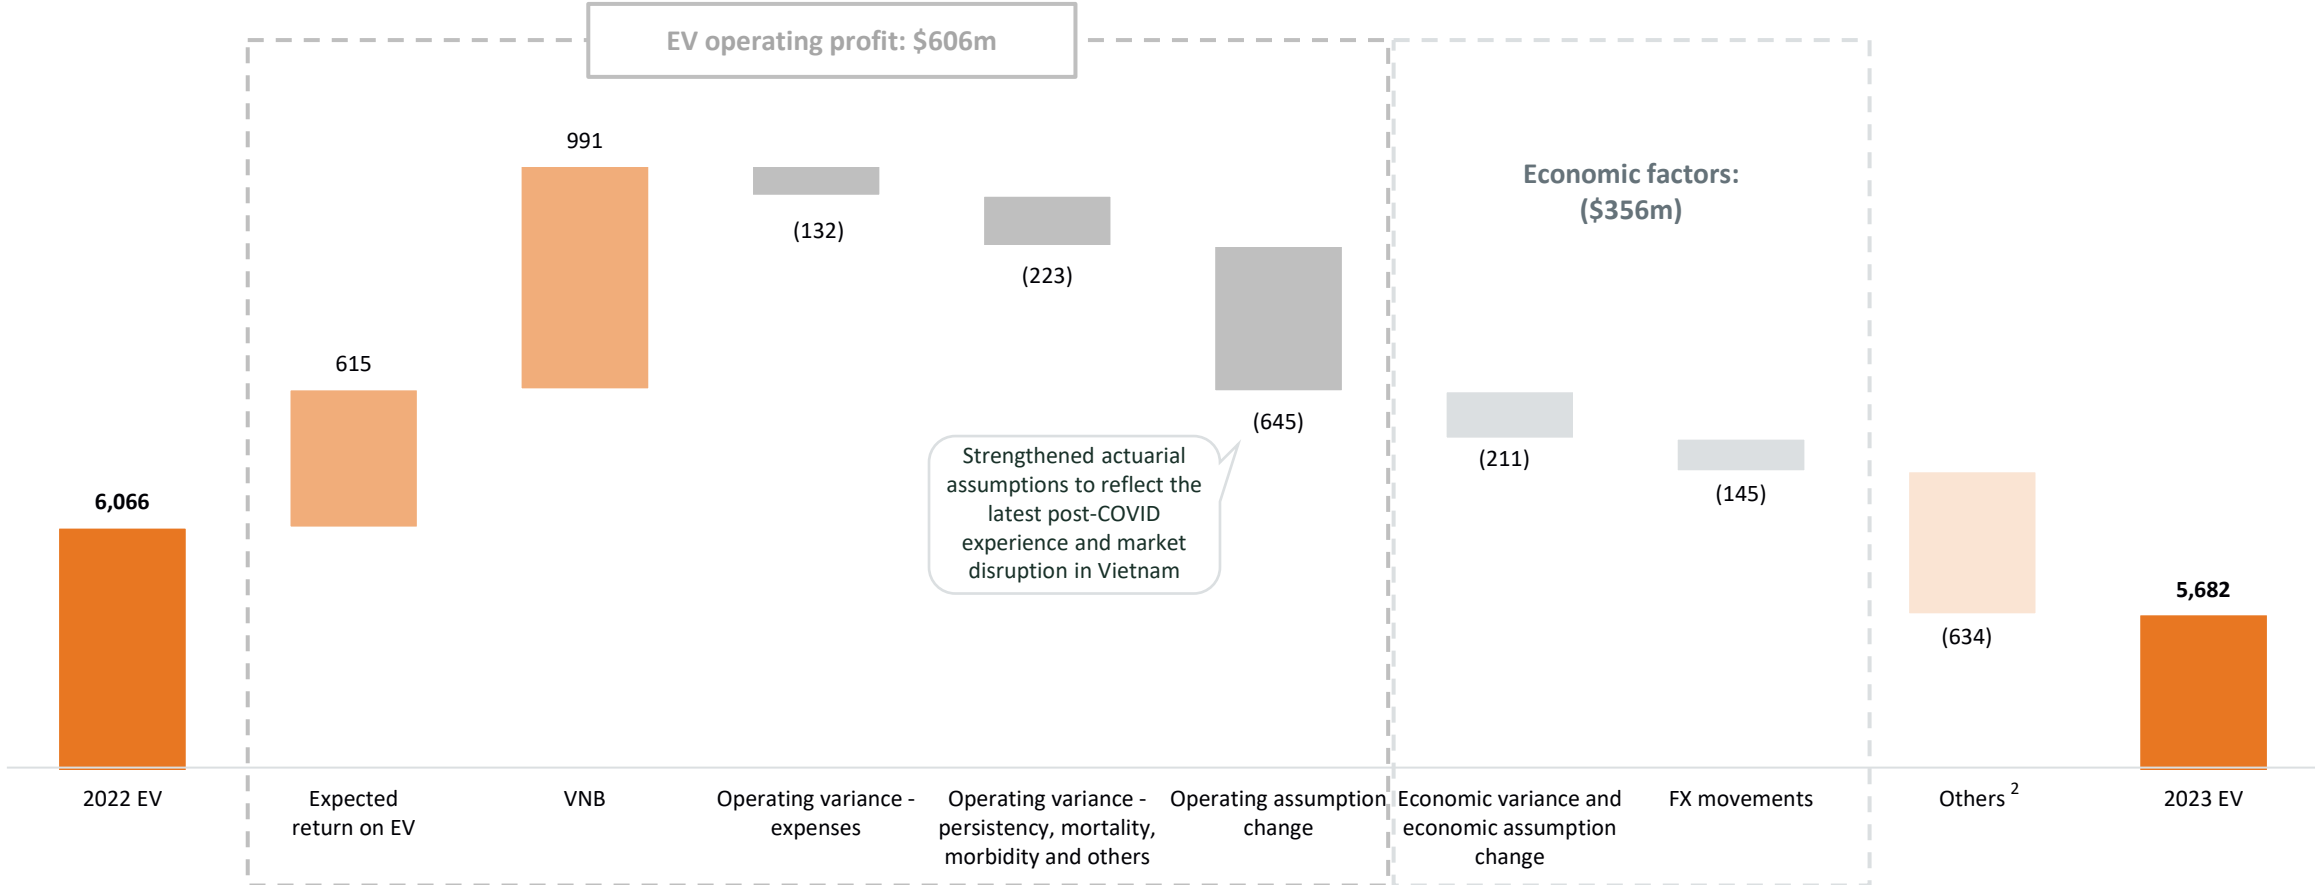 EV operating profit: $606m
991
Economic factors:
($356m)
(132)
(223)
615
(645)
Strengthened actuarial
assumptions to reflect the
latest post-COVID
experience and market
disruption in Vietnam
(211)
(145)
6,066
5,682
(634)
2022 EV
Expected
return on EV
VNB
Operating variance -
expenses
Operating variance -
persistency, mortality,
morbidity and others
Operating assumption
change
Economic variance and
economic assumption
change
FX movements
Others 2
2023 EV